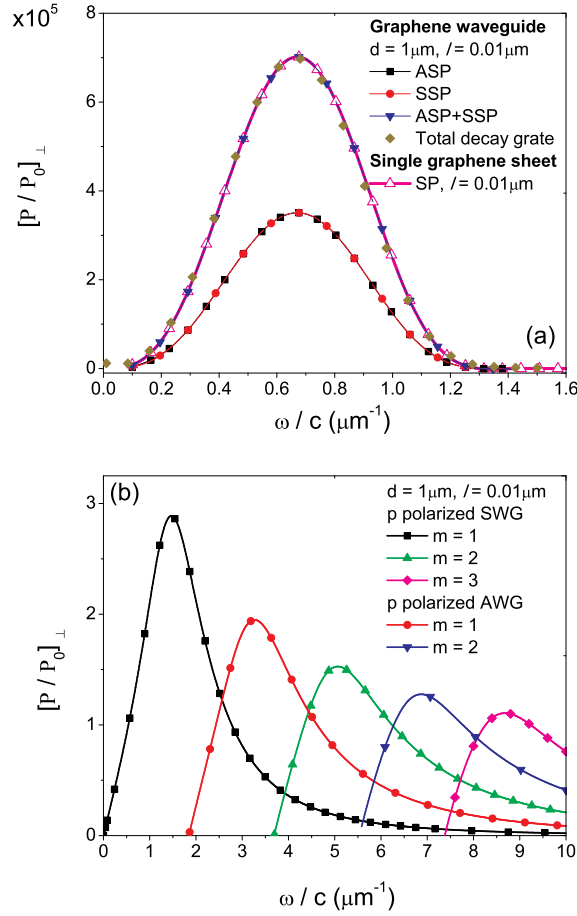 x10⁵
8
6
4
2
0
[P / P₀]⊥
Graphene waveguide
d = 1μm, l = 0.01μm
ASP
SSP
ASP+SSP
Total decay grate
Single graphene sheet
SP, l = 0.01μm
(a)
0.0 0.2 0.4 0.6 0.8 1.0 1.2 1.4 1.6
ω / c (μm⁻¹)
(b)
3
2
1
0
[P / P₀]⊥
d = 1μm, l = 0.01μm
p polarized SWG
m = 1
m = 2
m = 3
p polarized AWG
m = 1
m = 2
0 1 2 3 4 5 6 7 8 9 10
ω / c (μm⁻¹)